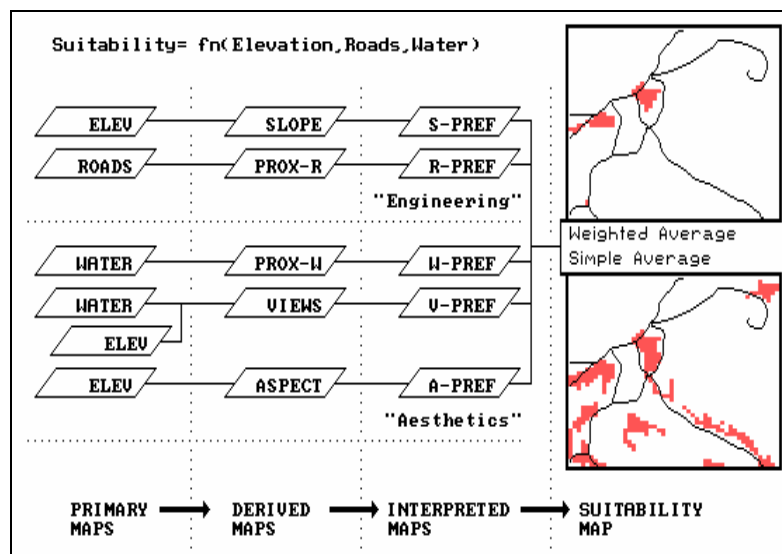 Suitability= fn(Elevation,Roads,Water)
ELEV SLOPE S-PREF
ROADS PROX-R R-PREF
"Engineering"
Weighted Average
Simple Average
WATER PROX-W W-PREF
WATER VIEWS V-PREF
ELEV
ELEV ASPECT A-PREF
"Aesthetics"
PRIMARY DERIVED INTERPRETED SUITABILITY
MAPS MAPS MAPS MAP